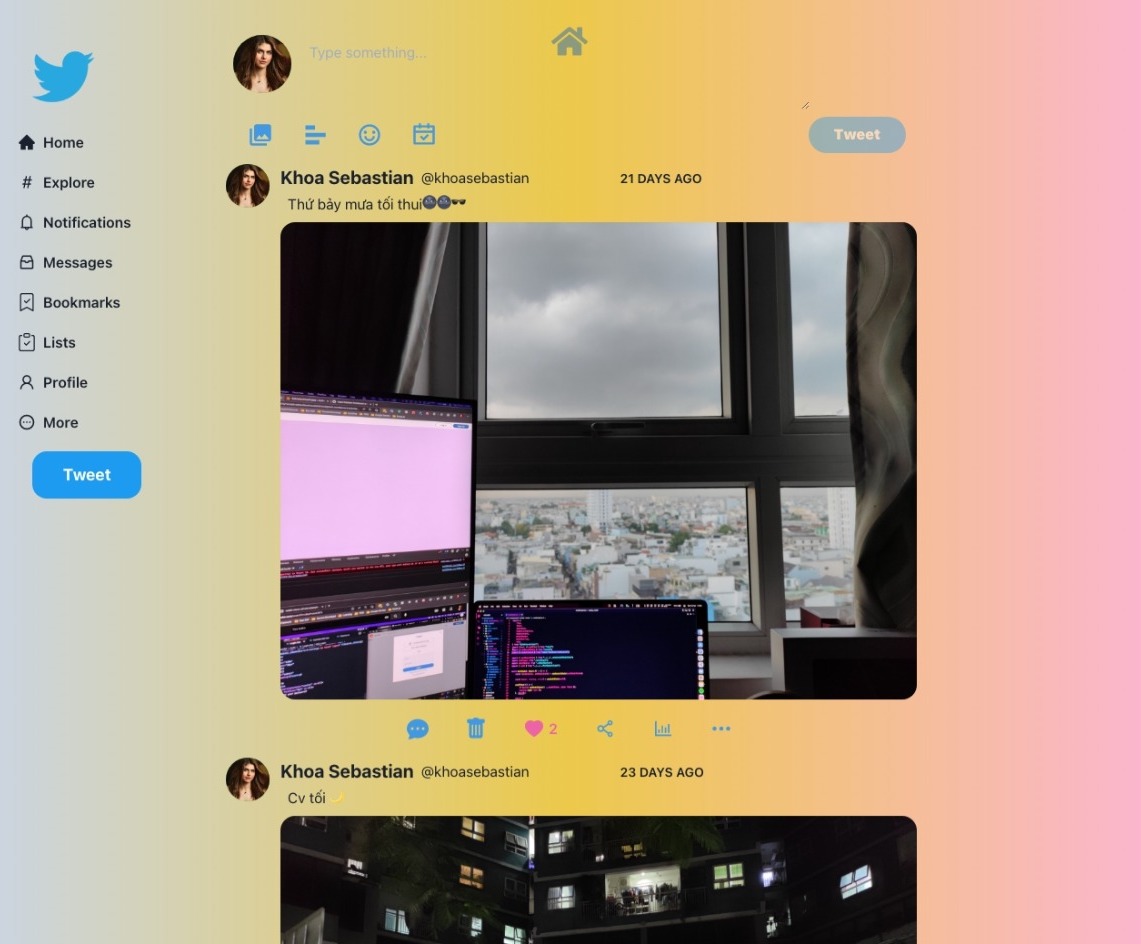 Type something...
Tweet
Home
# Explore
Notifications
Messages
Bookmarks
Lists
Profile
More
Tweet
Khoa Sebastian @khoasebastian 21 DAYS AGO
Thứ bảy mưa tối thui🌚🌚🕶️
2
Khoa Sebastian @khoasebastian 23 DAYS AGO
Cv tối 🌙